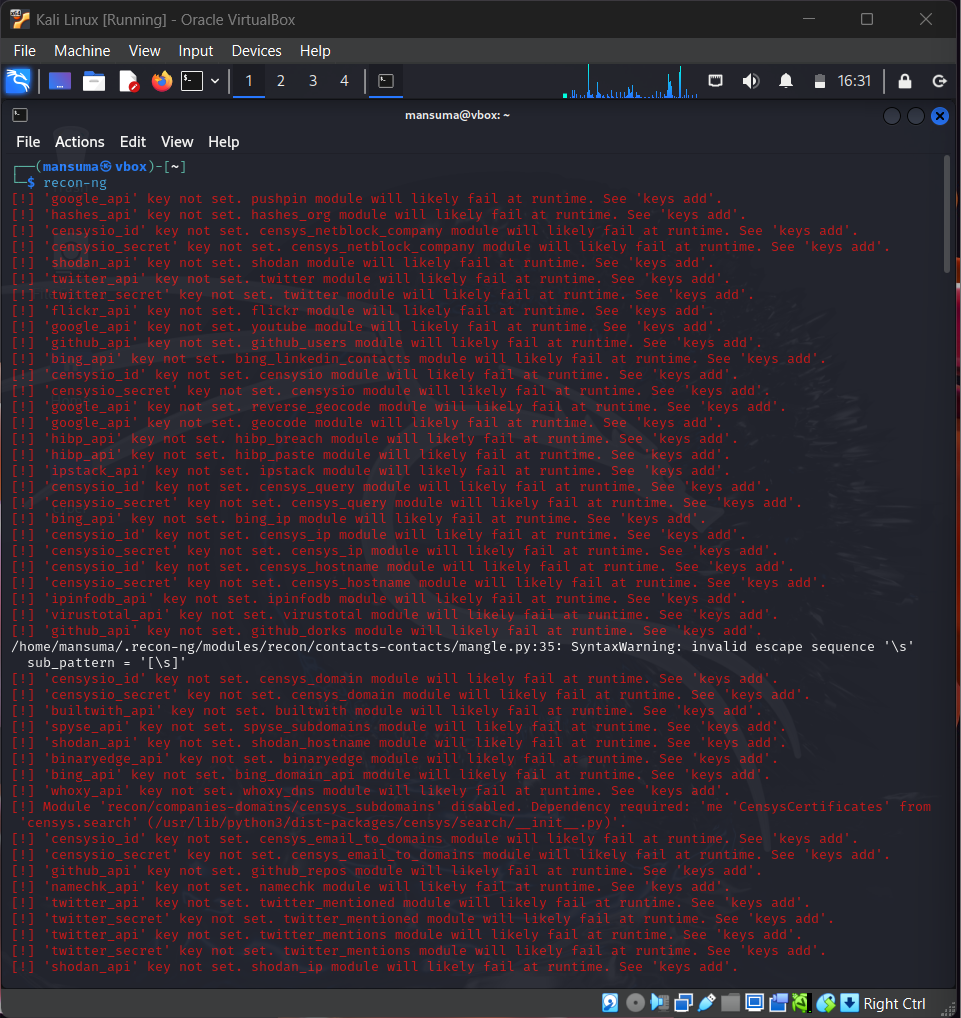 Kali Linux [Running] - Oracle VirtualBox
File Machine View Input Devices Help
1 2 3 4 16:31
mansuma@vbox: ~
File Actions Edit View Help
┌──(mansuma㉿vbox)-[~]
└─$ recon-ng
[!] 'google_api' key not set. pushpin module will likely fail at runtime. See 'keys add'.
[!] 'hashes_api' key not set. hashes_org module will likely fail at runtime. See 'keys add'.
[!] 'censysio_id' key not set. censys_netblock_company module will likely fail at runtime. See 'keys add'.
[!] 'censysio_secret' key not set. censys_netblock_company module will likely fail at runtime. See 'keys add'.
[!] 'shodan_api' key not set. shodan module will likely fail at runtime. See 'keys add'.
[!] 'twitter_api' key not set. twitter module will likely fail at runtime. See 'keys add'.
[!] 'twitter_secret' key not set. twitter module will likely fail at runtime. See 'keys add'.
[!] 'flickr_api' key not set. flickr module will likely fail at runtime. See 'keys add'.
[!] 'google_api' key not set. youtube module will likely fail at runtime. See 'keys add'.
[!] 'github_api' key not set. github_users module will likely fail at runtime. See 'keys add'.
[!] 'bing_api' key not set. bing_linkedin_contacts module will likely fail at runtime. See 'keys add'.
[!] 'censysio_id' key not set. censysio module will likely fail at runtime. See 'keys add'.
[!] 'censysio_secret' key not set. censysio module will likely fail at runtime. See 'keys add'.
[!] 'google_api' key not set. reverse_geocode module will likely fail at runtime. See 'keys add'.
[!] 'google_api' key not set. geocode module will likely fail at runtime. See 'keys add'.
[!] 'hibp_api' key not set. hibp_breach module will likely fail at runtime. See 'keys add'.
[!] 'hibp_api' key not set. hibp_paste module will likely fail at runtime. See 'keys add'.
[!] 'ipstack_api' key not set. ipstack module will likely fail at runtime. See 'keys add'.
[!] 'censysio_id' key not set. censys_query module will likely fail at runtime. See 'keys add'.
[!] 'censysio_secret' key not set. censys_query module will likely fail at runtime. See 'keys add'.
[!] 'bing_api' key not set. bing_ip module will likely fail at runtime. See 'keys add'.
[!] 'censysio_id' key not set. censys_ip module will likely fail at runtime. See 'keys add'.
[!] 'censysio_secret' key not set. censys_ip module will likely fail at runtime. See 'keys add'.
[!] 'censysio_id' key not set. censys_hostname module will likely fail at runtime. See 'keys add'.
[!] 'censysio_secret' key not set. censys_hostname module will likely fail at runtime. See 'keys add'.
[!] 'ipinfodb_api' key not set. ipinfodb module will likely fail at runtime. See 'keys add'.
[!] 'virustotal_api' key not set. virustotal module will likely fail at runtime. See 'keys add'.
[!] 'github_api' key not set. github_dorks module will likely fail at runtime. See 'keys add'.
/home/mansuma/.recon-ng/modules/recon/contacts-contacts/mangle.py:35: SyntaxWarning: invalid escape sequence '\s'
sub_pattern = '[\s]'
[!] 'censysio_id' key not set. censys_domain module will likely fail at runtime. See 'keys add'.
[!] 'censysio_secret' key not set. censys_domain module will likely fail at runtime. See 'keys add'.
[!] 'builtwith_api' key not set. builtwith module will likely fail at runtime. See 'keys add'.
[!] 'spyse_api' key not set. spyse_subdomains module will likely fail at runtime. See 'keys add'.
[!] 'shodan_api' key not set. shodan_hostname module will likely fail at runtime. See 'keys add'.
[!] 'binaryedge_api' key not set. binaryedge module will likely fail at runtime. See 'keys add'.
[!] 'bing_api' key not set. bing_domain_api module will likely fail at runtime. See 'keys add'.
[!] 'whoxy_api' key not set. whoxy_dns module will likely fail at runtime. See 'keys add'.
[!] Module 'recon/companies-domains/censys_subdomains' disabled. Dependency required: 'me 'CensysCertificates' from
'censys.search' (/usr/lib/python3/dist-packages/censys/search/__init__.py)'.
[!] 'censysio_id' key not set. censys_email_to_domains module will likely fail at runtime. See 'keys add'.
[!] 'censysio_secret' key not set. censys_email_to_domains module will likely fail at runtime. See 'keys add'.
[!] 'github_api' key not set. github_repos module will likely fail at runtime. See 'keys add'.
[!] 'namechk_api' key not set. namechk module will likely fail at runtime. See 'keys add'.
[!] 'twitter_api' key not set. twitter_mentioned module will likely fail at runtime. See 'keys add'.
[!] 'twitter_secret' key not set. twitter_mentioned module will likely fail at runtime. See 'keys add'.
[!] 'twitter_api' key not set. twitter_mentions module will likely fail at runtime. See 'keys add'.
[!] 'twitter_secret' key not set. twitter_mentions module will likely fail at runtime. See 'keys add'.
[!] 'shodan_api' key not set. shodan_ip module will likely fail at runtime. See 'keys add'.
Right Ctrl